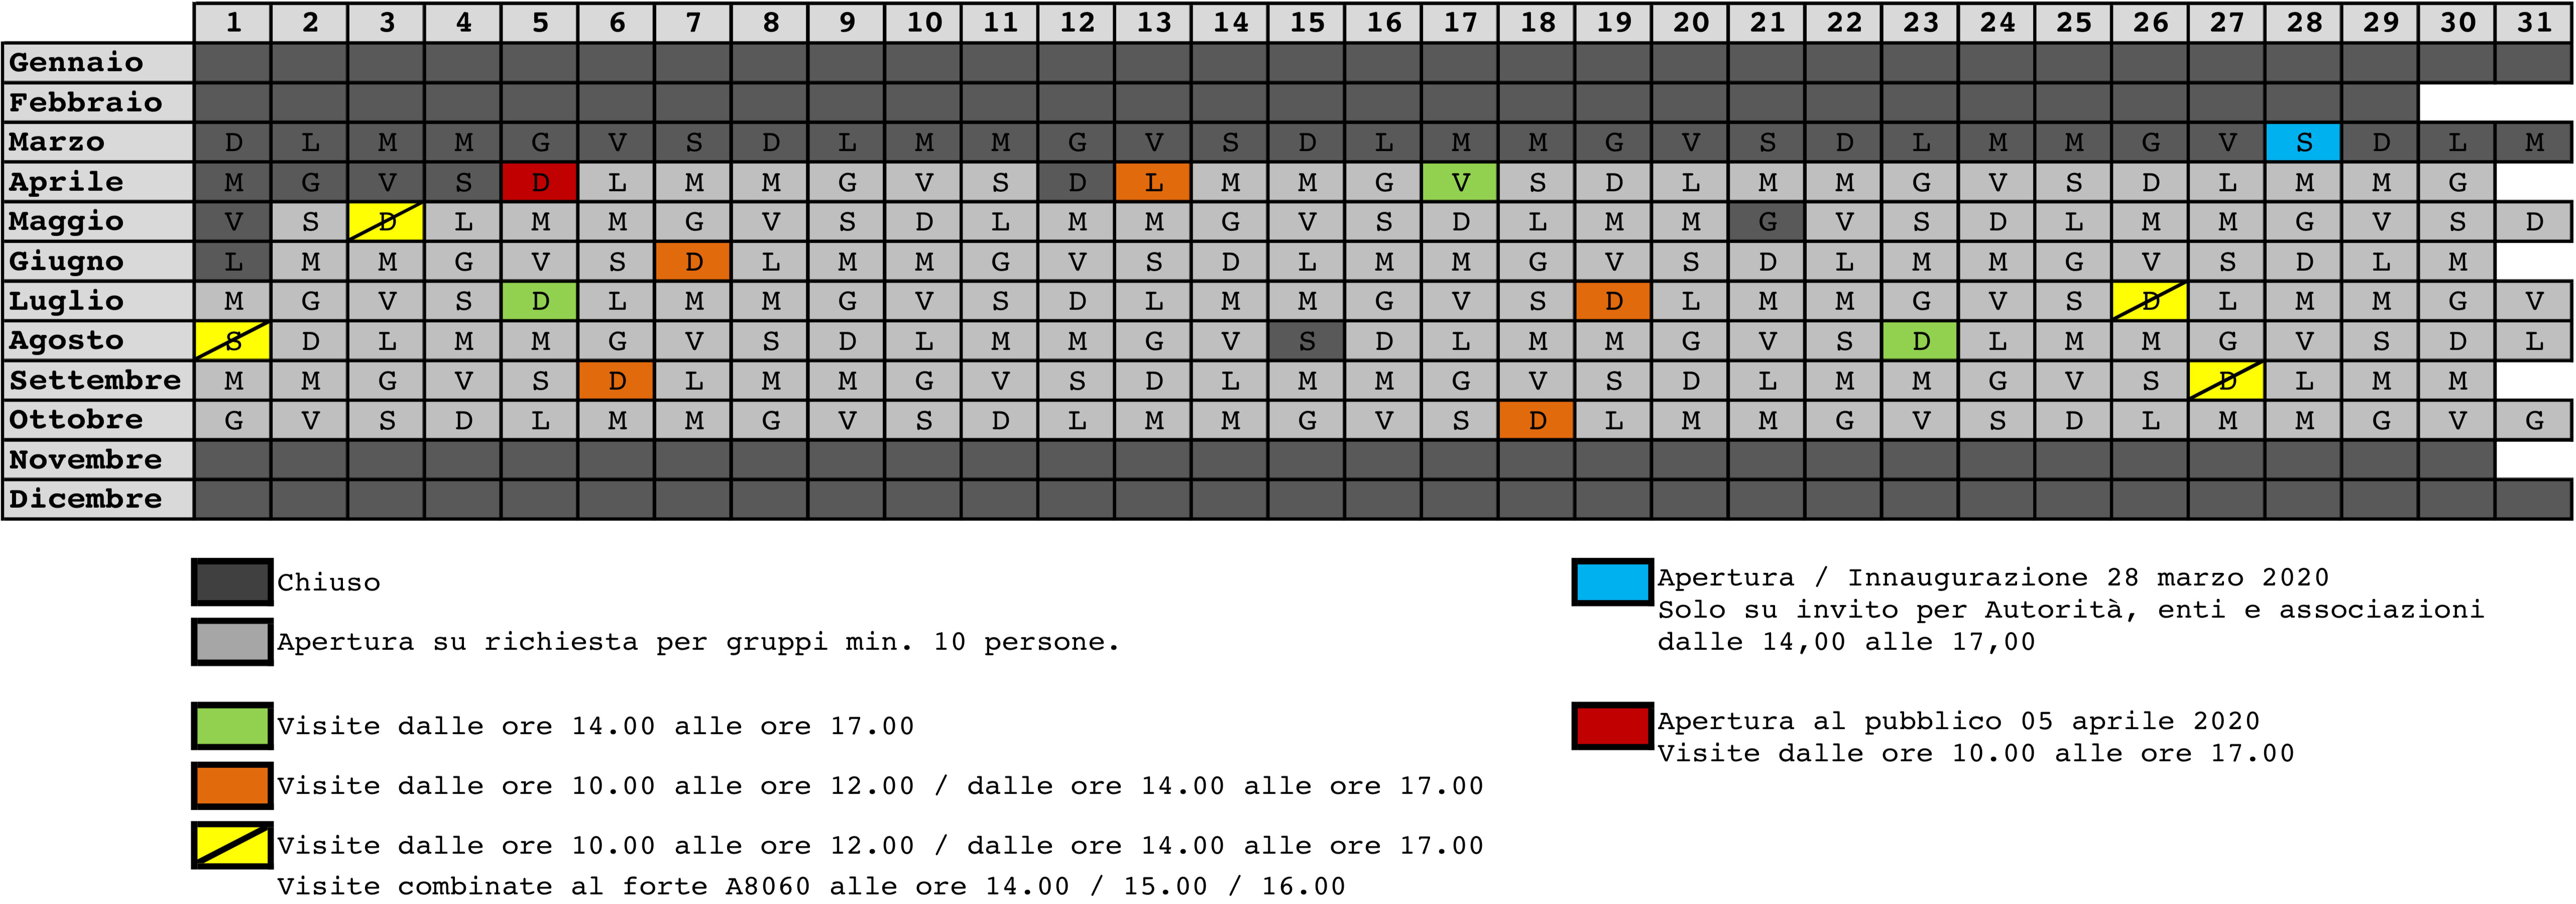 1 2 3 4 5 6 7 8 9 10 11 12 13 14 15 16 17 18 19 20 21 22 23 24 25 26 27 28 29 30 31
Gennaio
Febbraio
Marzo D L M M G V S D L M M G V S D L M M G V S D L M M G V S D L M
Aprile M G V S D L M M G V S D L M M G V S D L M M G V S D L M M G
Maggio V S D L M M G V S D L M M G V S D L M M G V S D L M M G V S D
Giugno L M M G V S D L M M G V S D L M M G V S D L M M G V S D L M
Luglio M G V S D L M M G V S D L M M G V S D L M M G V S D L M M G V
Agosto S D L M M G V S D L M M G V S D L M M G V S D L M M G V S D L
Settembre M M G V S D L M M G V S D L M M G V S D L M M G V S D L M M
Ottobre G V S D L M M G V S D L M M G V S D L M M G V S D L M M G V G
Novembre
Dicembre
Chiuso
Apertura su richiesta per gruppi min. 10 persone.
Visite dalle ore 14.00 alle ore 17.00
Visite dalle ore 10.00 alle ore 12.00 / dalle ore 14.00 alle ore 17.00
Visite dalle ore 10.00 alle ore 12.00 / dalle ore 14.00 alle ore 17.00
Visite combinate al forte A8060 alle ore 14.00 / 15.00 / 16.00
Apertura / Innaugurazione 28 marzo 2020
Solo su invito per Autorità, enti e associazioni
dalle 14,00 alle 17,00
Apertura al pubblico 05 aprile 2020
Visite dalle ore 10.00 alle ore 17.00